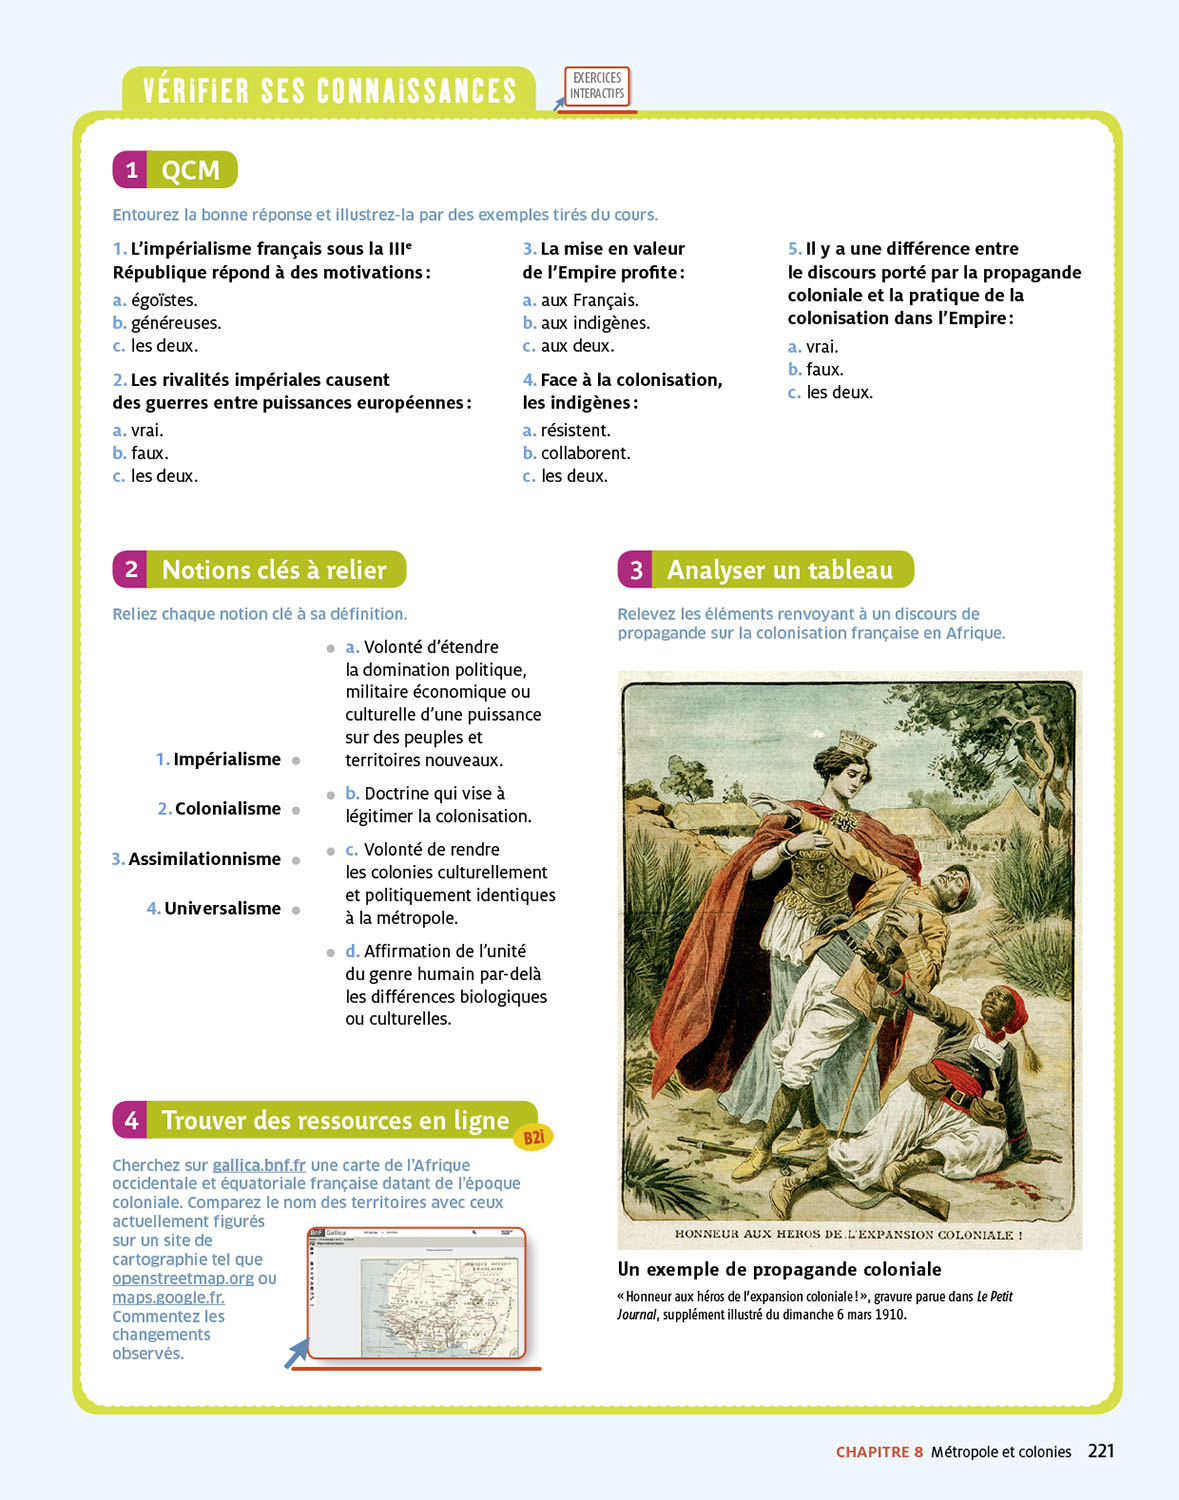 VÉRIFIER SES CONNAISSANCES
EXERCICES
INTERACTIFS
1 QCM
Entourez la bonne réponse et illustrez-la par des exemples tirés du cours.
1. L'impérialisme français sous la IIIe
République répond à des motivations :
a. égoïstes.
b. généreuses.
c. les deux.
2. Les rivalités impériales causent
des guerres entre puissances européennes :
a. vrai.
b. faux.
c. les deux.
3. La mise en valeur
de l'Empire profite :
a. aux Français.
b. aux indigènes.
c. aux deux.
4. Face à la colonisation,
les indigènes :
a. résistent.
b. collaborent.
c. les deux.
5. Il y a une différence entre
le discours porté par la propagande
coloniale et la pratique de la
colonisation dans l'Empire :
a. vrai.
b. faux.
c. les deux.
2 Notions clés à relier
Reliez chaque notion clé à sa définition.
1. Impérialisme
2. Colonialisme
3. Assimilationnisme
4. Universalisme
a. Volonté d'étendre
la domination politique,
militaire économique ou
culturelle d'une puissance
sur des peuples et
territoires nouveaux.
b. Doctrine qui vise à
légitimer la colonisation.
c. Volonté de rendre
les colonies culturellement
et politiquement identiques
à la métropole.
d. Affirmation de l'unité
du genre humain par-delà
les différences biologiques
ou culturelles.
3 Analyser un tableau
Relevez les éléments renvoyant à un discours de
propagande sur la colonisation française en Afrique.
HONNEUR AUX HEROS DE L'EXPANSION COLONIALE !
Un exemple de propagande coloniale
« Honneur aux héros de l'expansion coloniale ! », gravure parue dans Le Petit
Journal, supplément illustré du dimanche 6 mars 1910.
4 Trouver des ressources en ligne
B2i
Cherchez sur gallica.bnf.fr une carte de l'Afrique
occidentale et équatoriale française datant de l'époque
coloniale. Comparez le nom des territoires avec ceux
actuellement figurés
sur un site de
cartographie tel que
openstreetmap.org ou
maps.google.fr.
Commentez les
changements
observés.
BnF Gallica
CHAPITRE 8 Métropole et colonies 221